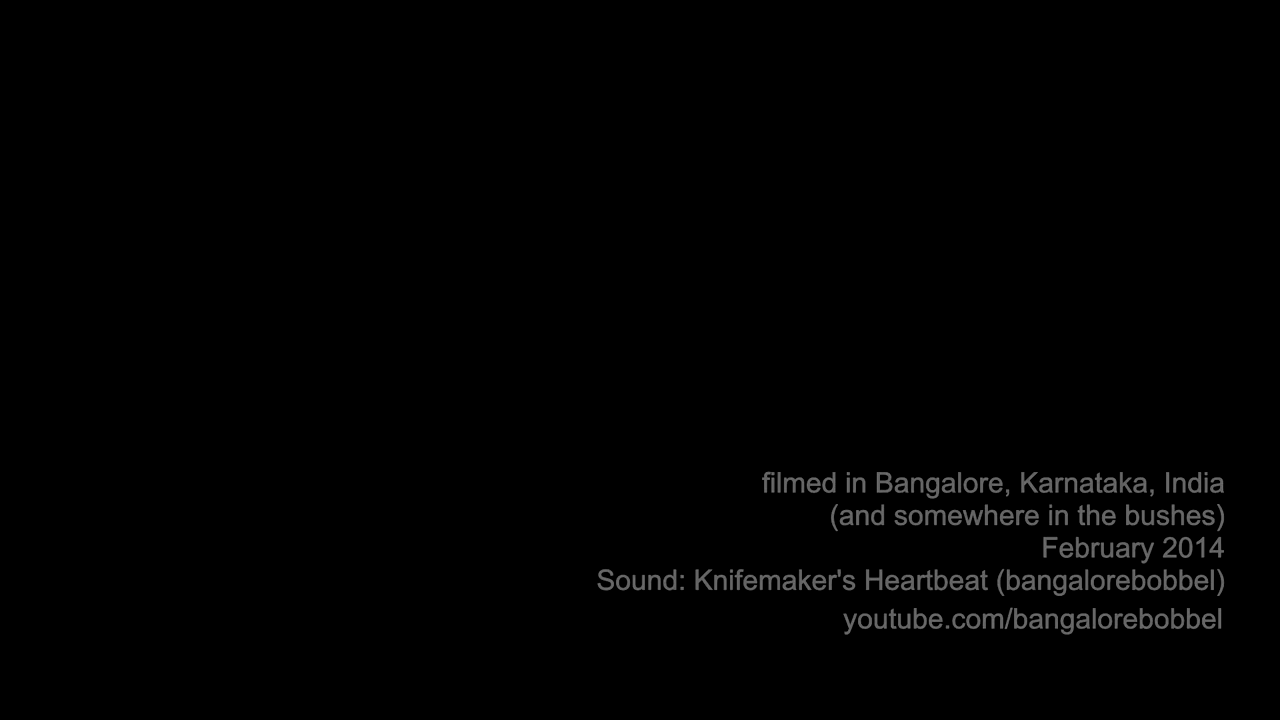 filmed in Bangalore, Karnataka, India
(and somewhere in the bushes)
February 2014
Sound: Knifemaker's Heartbeat (bangalorebobbel)
youtube.com/bangalorebobbel